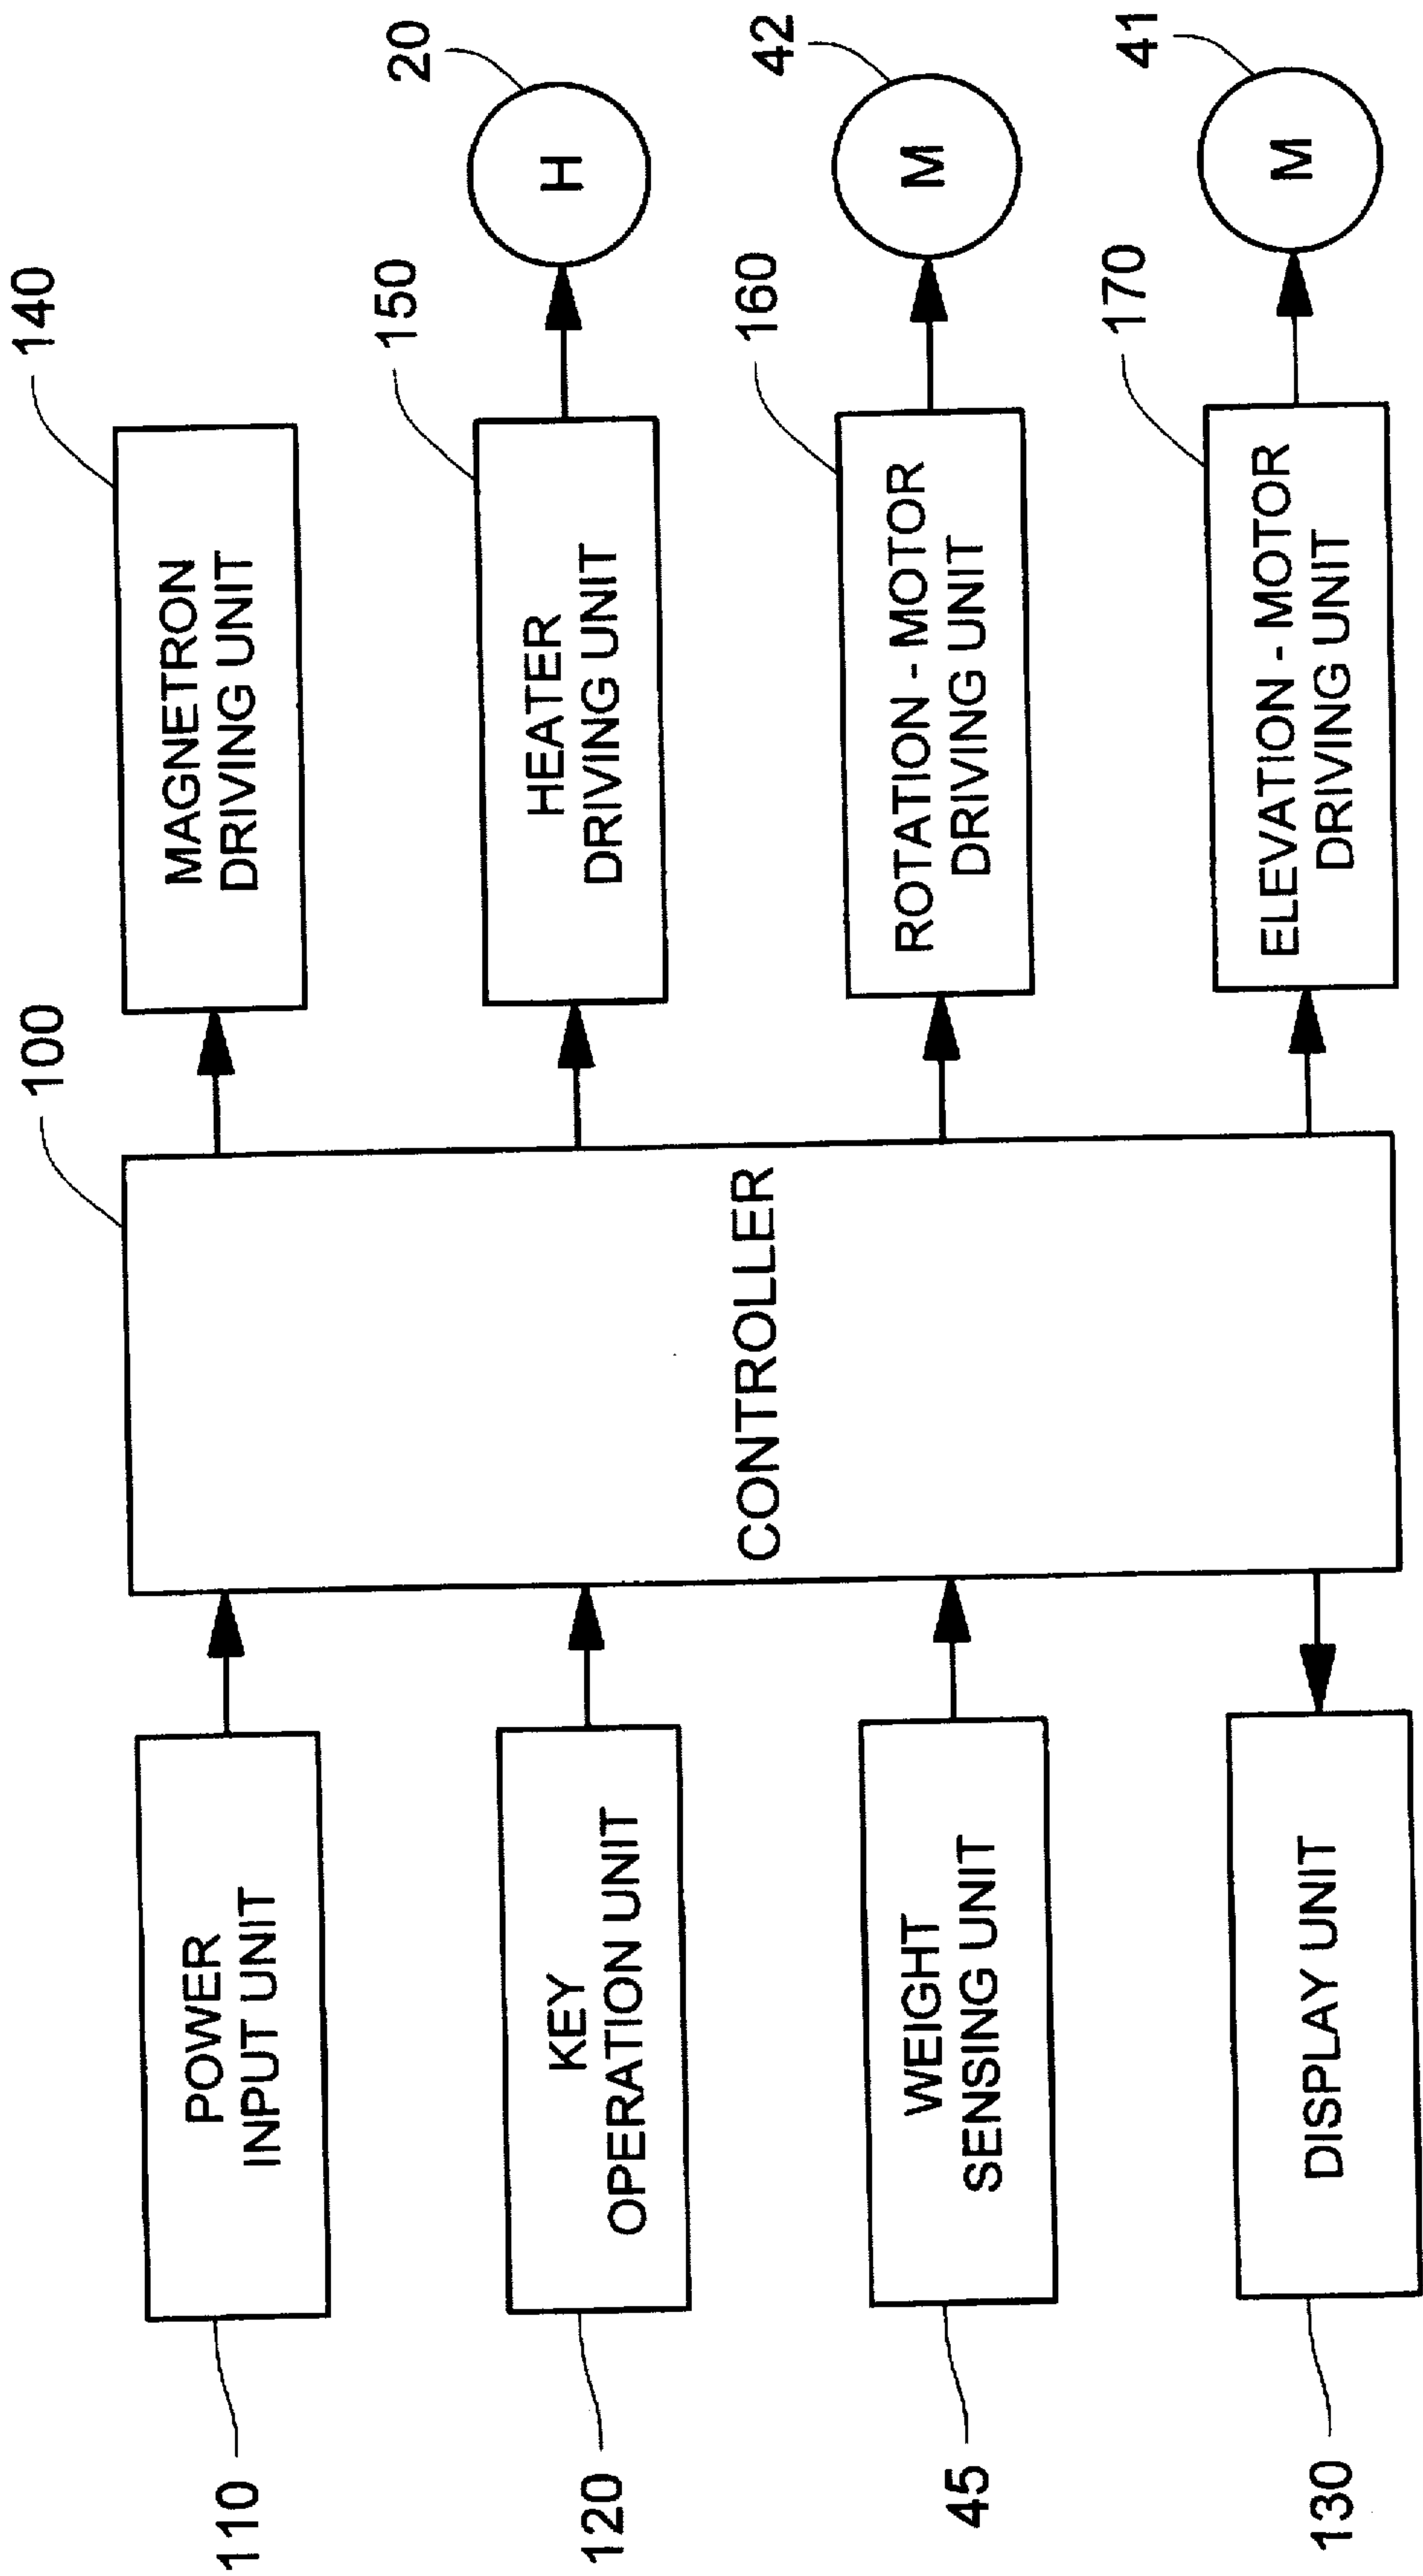 110
POWER
INPUT UNIT
120
KEY
OPERATION UNIT
45
WEIGHT
SENSING UNIT
130
DISPLAY UNIT
100
CONTROLLER
140
MAGNETRON
DRIVING UNIT
150
HEATER
DRIVING UNIT
20
H
160
ROTATION - MOTOR
DRIVING UNIT
42
M
170
ELEVATION - MOTOR
DRIVING UNIT
41
M